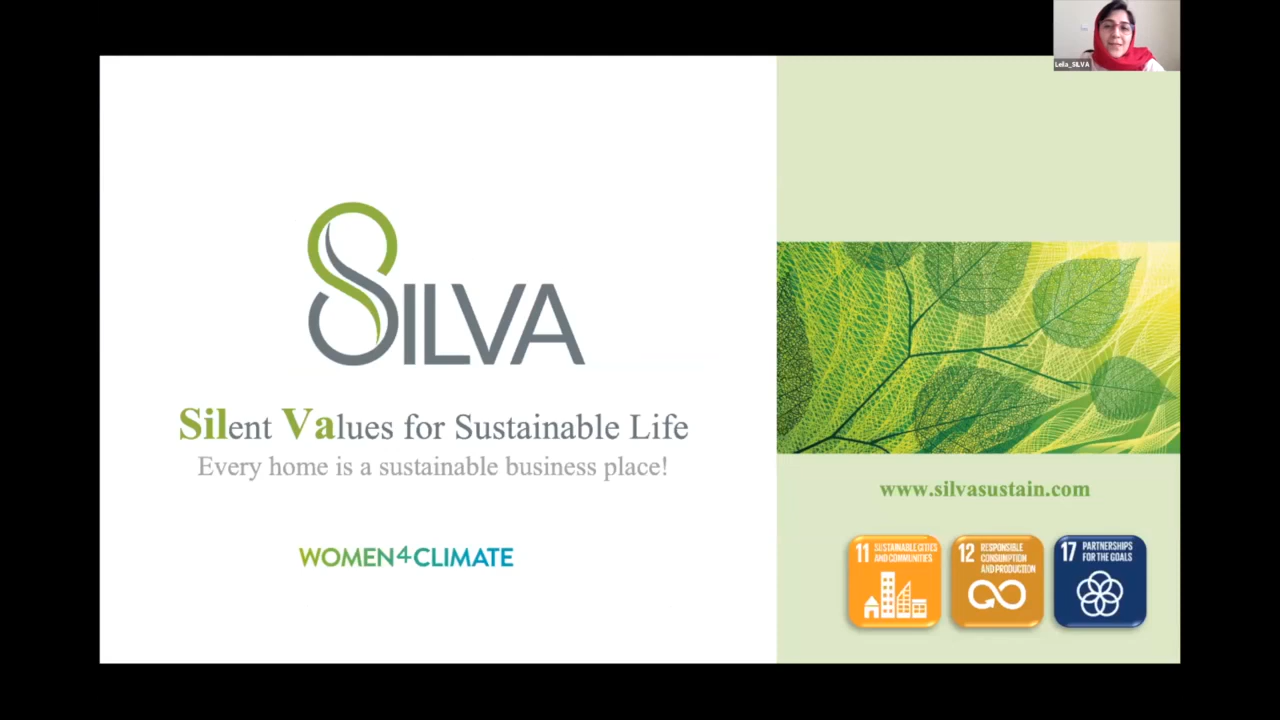 Leila_SILVA
SILVA
Silent Values for Sustainable Life
Every home is a sustainable business place!
WOMEN4CLIMATE
www.silvasustain.com
11 SUSTAINABLE CITIES
AND COMMUNITIES
12 RESPONSIBLE
CONSUMPTION
AND PRODUCTION
17 PARTNERSHIPS
FOR THE GOALS